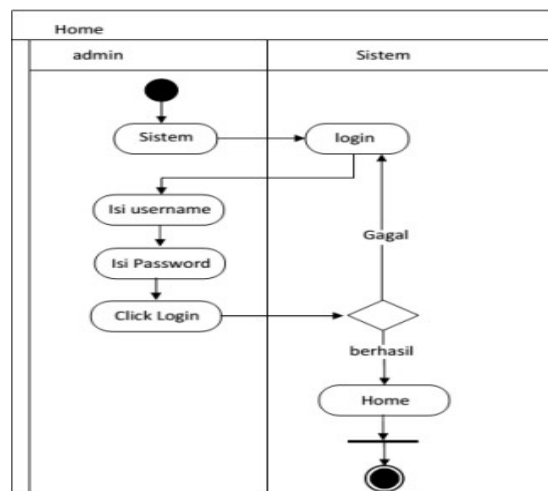 Home
admin
Sistem
Sistem
login
Isi username
Isi Password
Gagal
Click Login
berhasil
Home